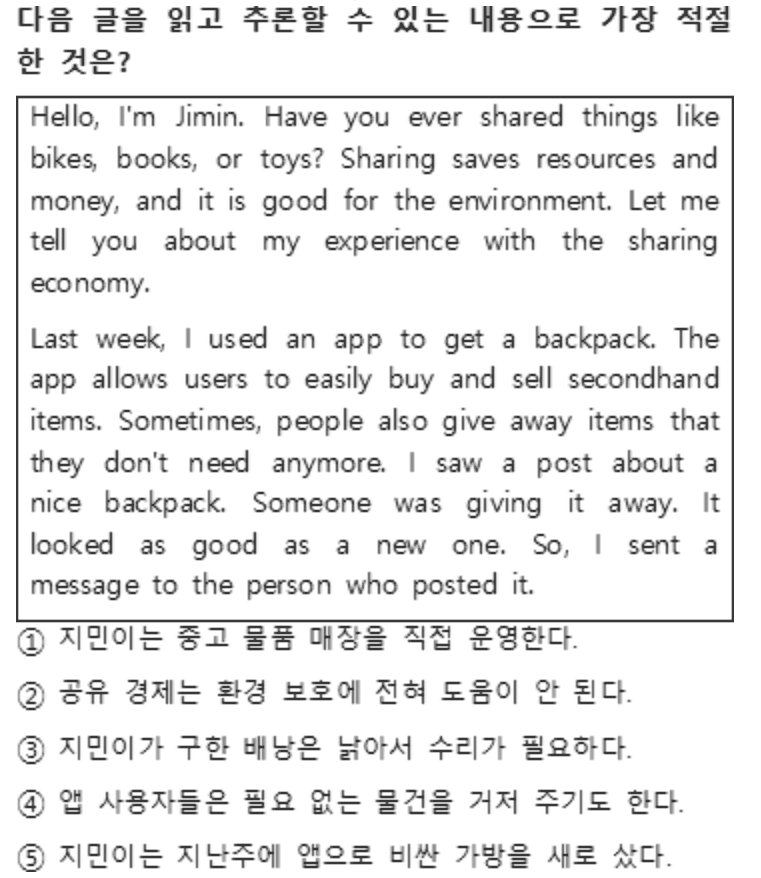 다음 글을 읽고 추론할 수 있는 내용으로 가장 적절
한 것은?
Hello, I'm Jimin. Have you ever shared things like
bikes, books, or toys? Sharing saves resources and
money, and it is good for the environment. Let me
tell you about my experience with the sharing
economy.
Last week, I used an app to get a backpack. The
app allows users to easily buy and sell secondhand
items. Sometimes, people also give away items that
they don't need anymore. I saw a post about a
nice backpack. Someone was giving it away. It
looked as good as a new one. So, I sent a
message to the person who posted it.
① 지민이는 중고 물품 매장을 직접 운영한다.
② 공유 경제는 환경 보호에 전혀 도움이 안 된다.
③ 지민이가 구한 배낭은 낡아서 수리가 필요하다.
④ 앱 사용자들은 필요 없는 물건을 거저 주기도 한다.
⑤ 지민이는 지난주에 앱으로 비싼 가방을 새로 샀다.